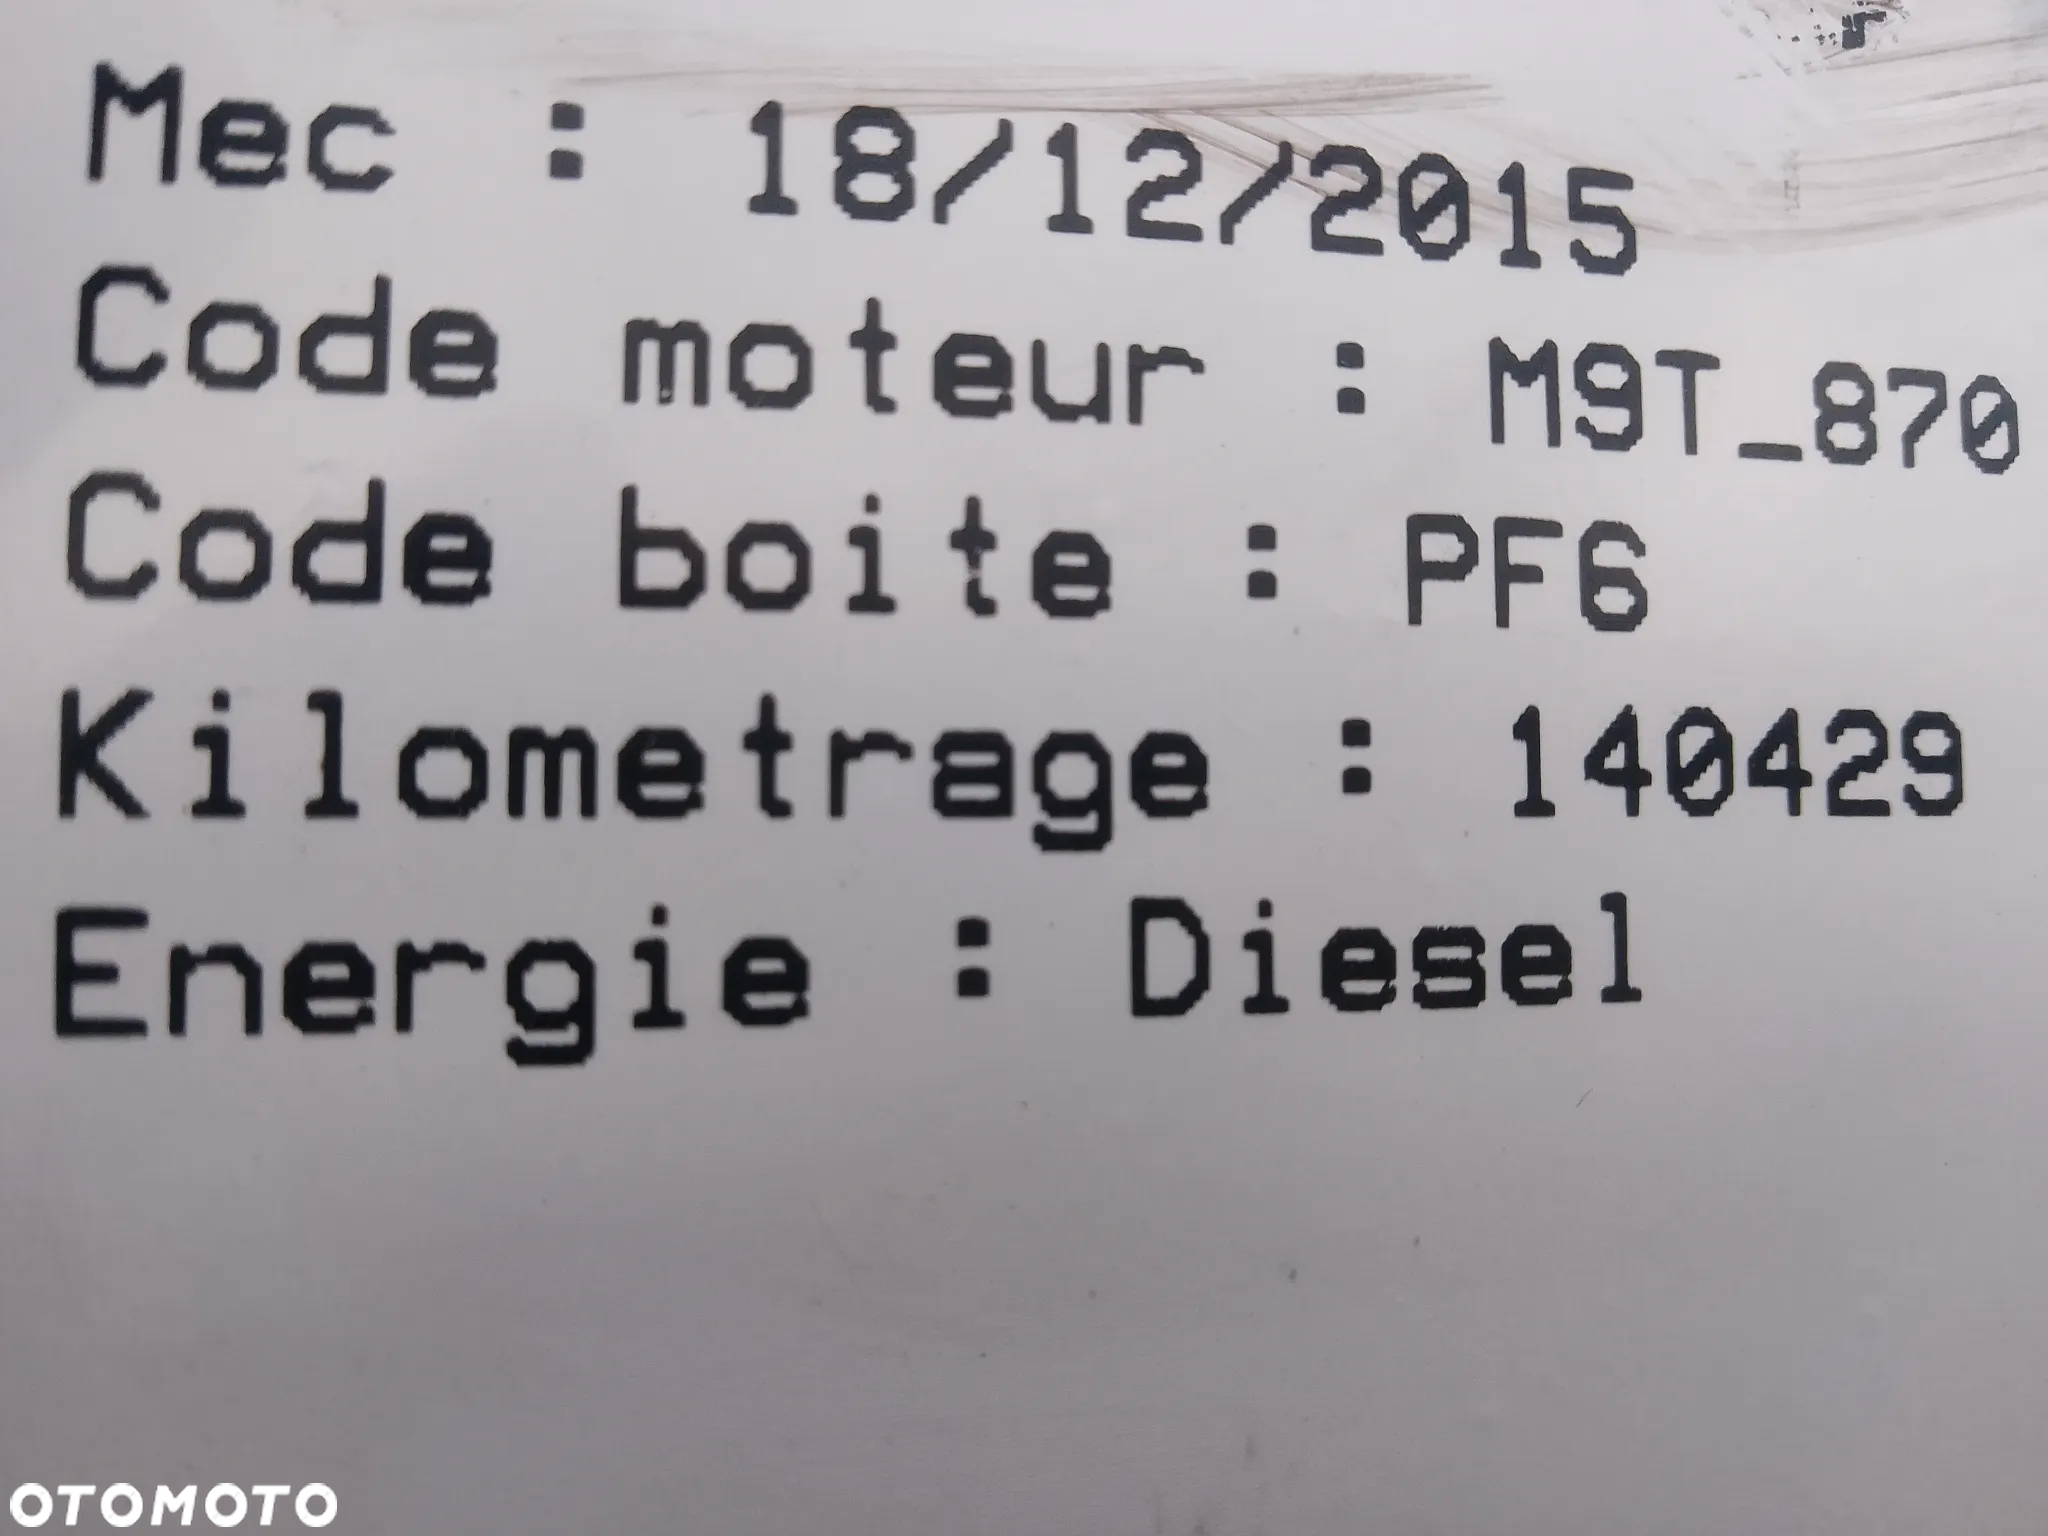 Mec : 18/12/2015
Code moteur : M9T_870
Code boite : PF6
Kilometrage : 140429
Energie : Diesel
OTOMOTO